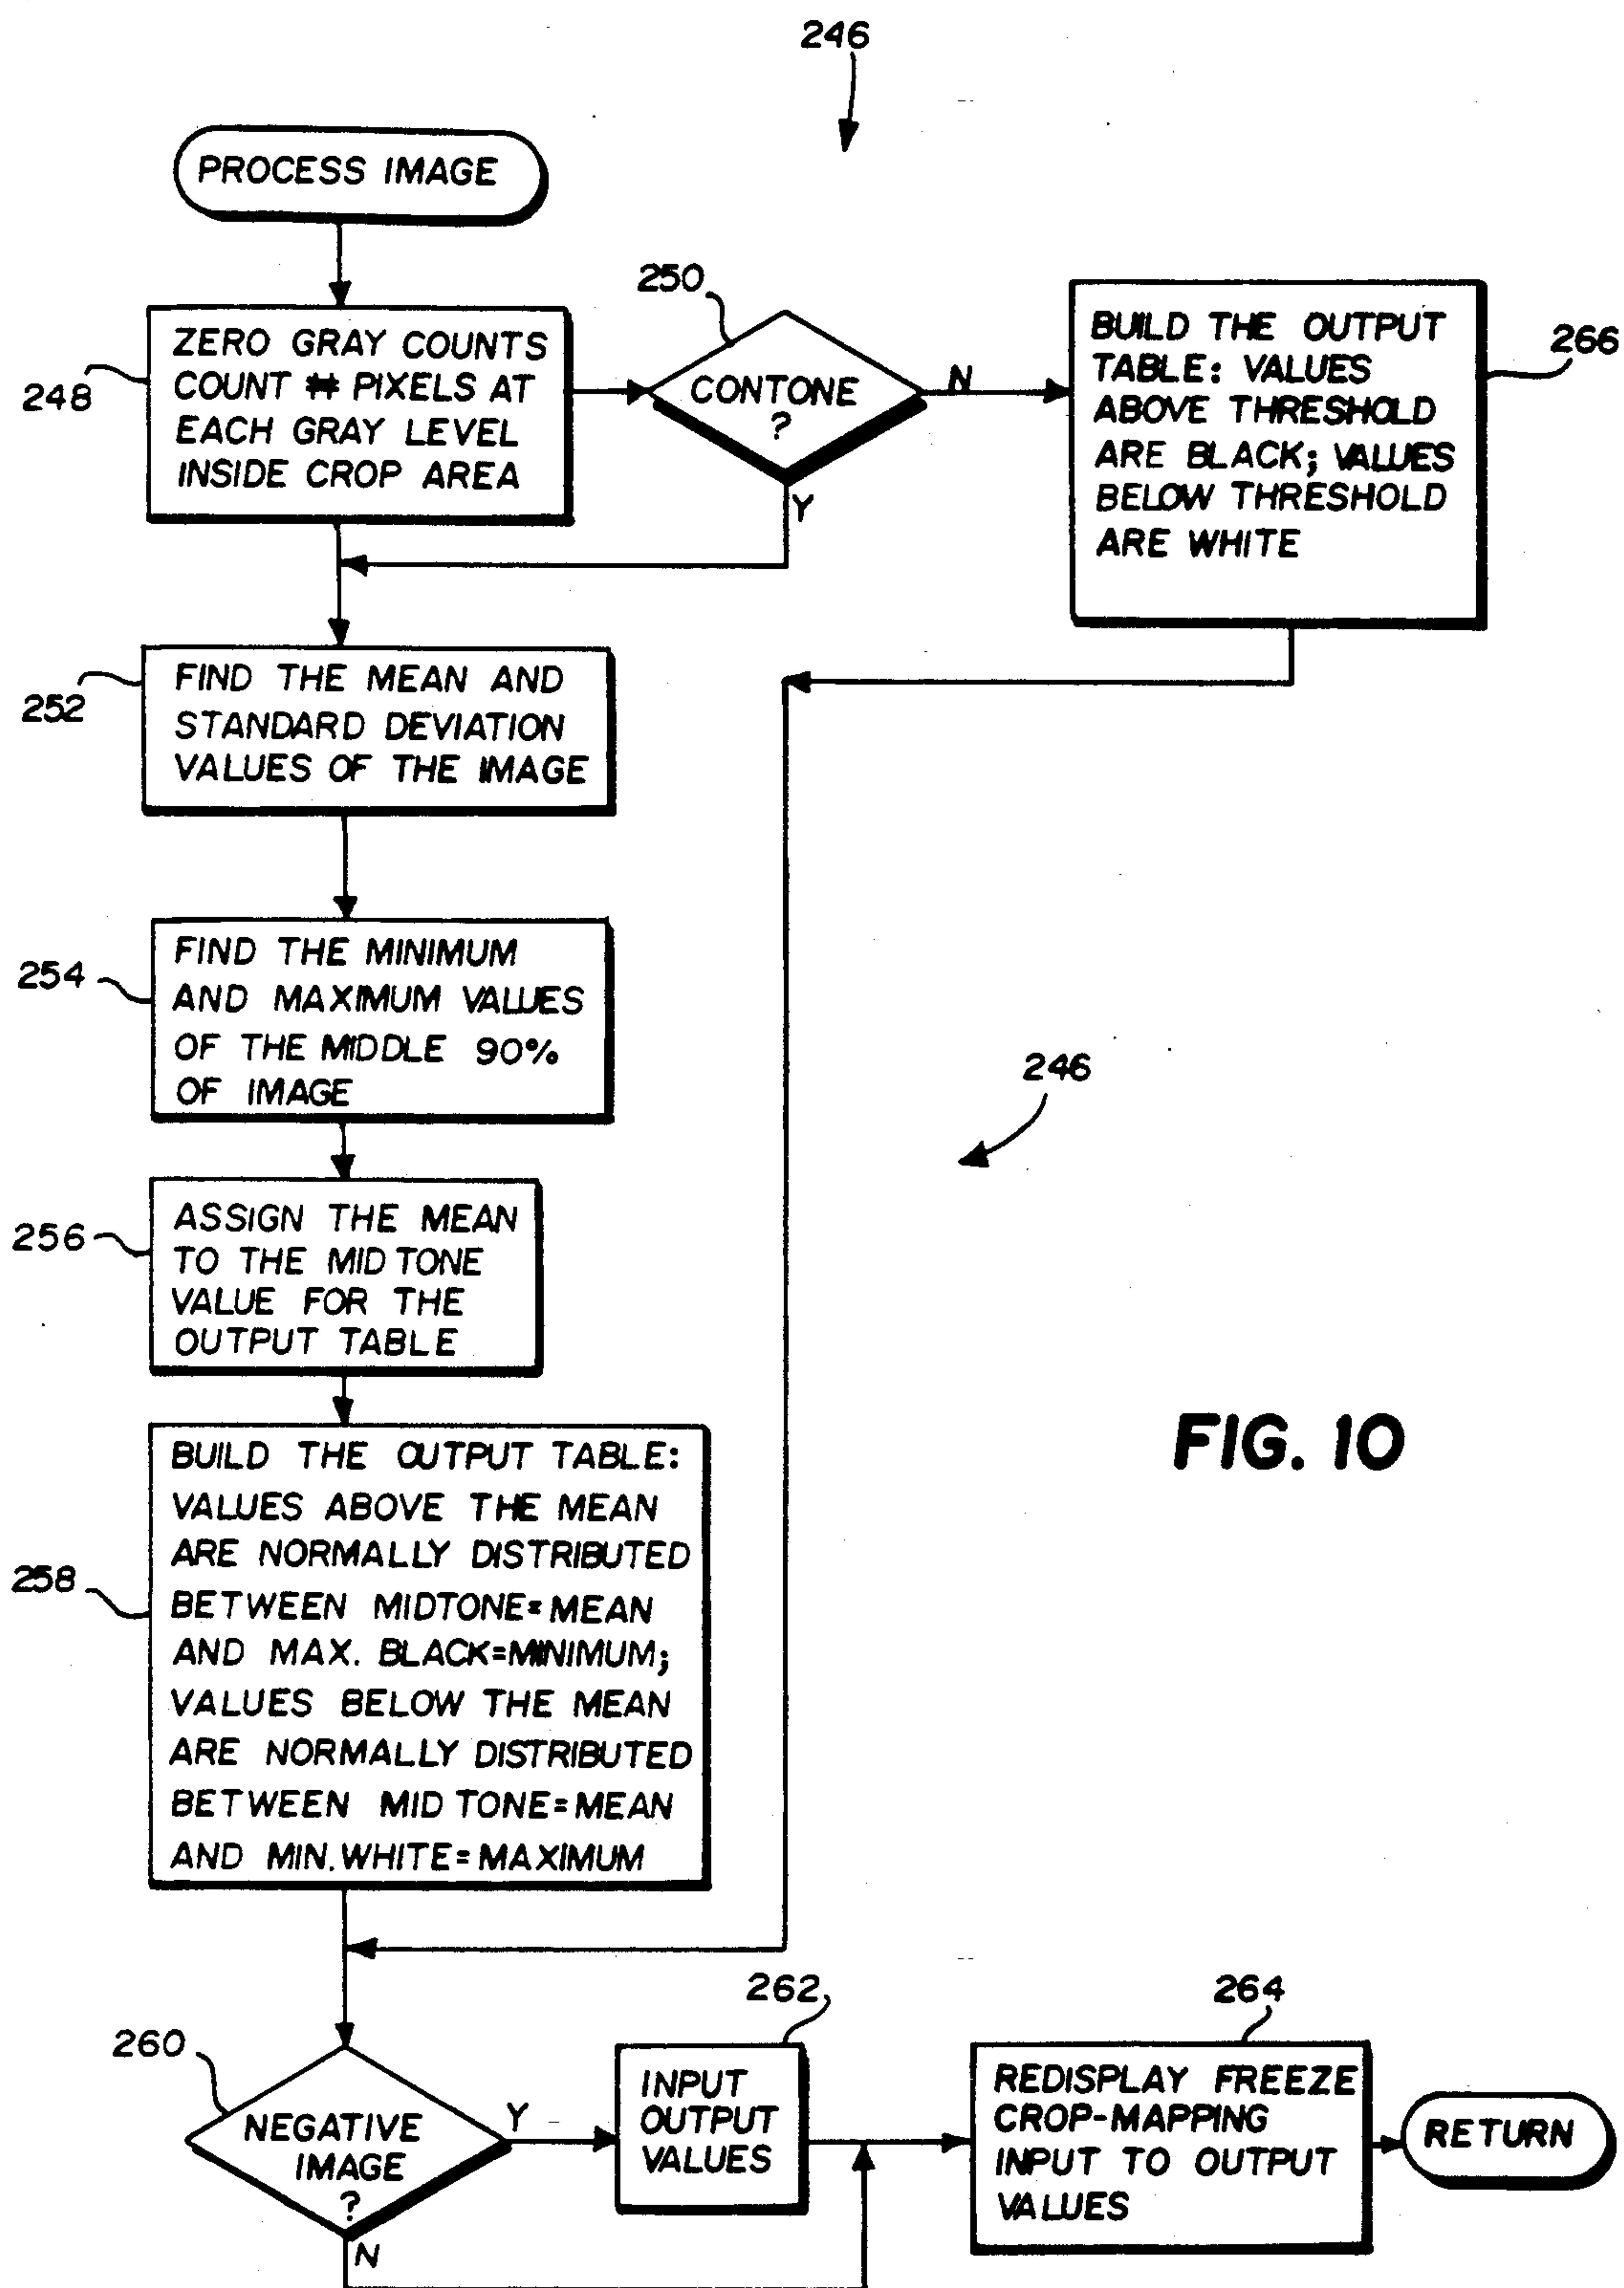 246
PROCESS IMAGE
248
ZERO GRAY COUNTS
COUNT # PIXELS AT
EACH GRAY LEVEL
INSIDE CROP AREA
250
CONTONE
?
N
Y
BUILD THE OUTPUT
TABLE: VALUES
ABOVE THRESHOLD
ARE BLACK; VALUES
BELOW THRESHOLD
ARE WHITE
266
252
FIND THE MEAN AND
STANDARD DEVIATION
VALUES OF THE IMAGE
254
FIND THE MINIMUM
AND MAXIMUM VALUES
OF THE MIDDLE 90%
OF IMAGE
246
256
ASSIGN THE MEAN
TO THE MID TONE
VALUE FOR THE
OUTPUT TABLE
FIG. 10
258
BUILD THE OUTPUT TABLE:
VALUES ABOVE THE MEAN
ARE NORMALLY DISTRIBUTED
BETWEEN MIDTONE=MEAN
AND MAX. BLACK=MINIMUM;
VALUES BELOW THE MEAN
ARE NORMALLY DISTRIBUTED
BETWEEN MID TONE=MEAN
AND MIN. WHITE=MAXIMUM
260
NEGATIVE
IMAGE
?
Y
N
262
INPUT
OUTPUT
VALUES
264
REDISPLAY FREEZE
CROP-MAPPING
INPUT TO OUTPUT
VALUES
RETURN